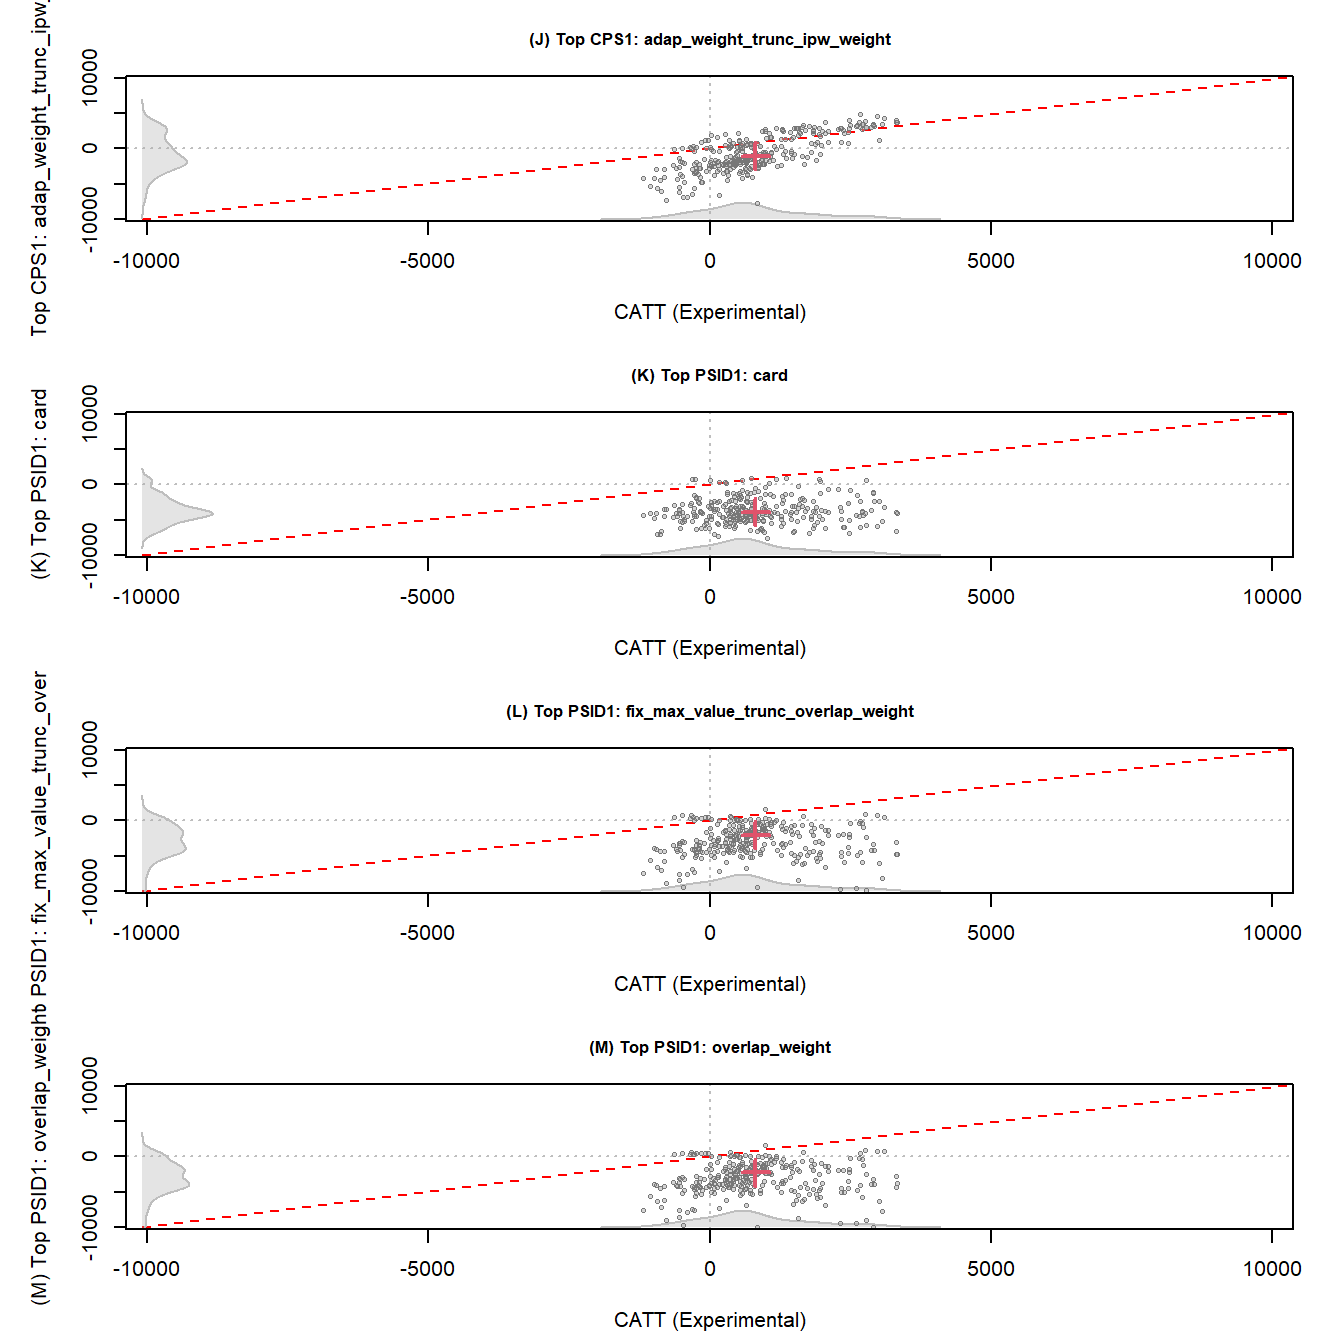 (J) Top CPS1: adap_weight_trunc_ipw_weight
Top CPS1: adap_weight_trunc_ipw_
10000
0
-10000
-10000 -5000 0 5000 10000
CATT (Experimental)
(K) Top PSID1: card
(K) Top PSID1: card
10000
0
-10000
-10000 -5000 0 5000 10000
CATT (Experimental)
(L) Top PSID1: fix_max_value_trunc_overlap_weight
PSID1: fix_max_value_trunc_over
10000
0
-10000
-10000 -5000 0 5000 10000
CATT (Experimental)
(M) Top PSID1: overlap_weight
(M) Top PSID1: overlap_weight
10000
0
-10000
-10000 -5000 0 5000 10000
CATT (Experimental)